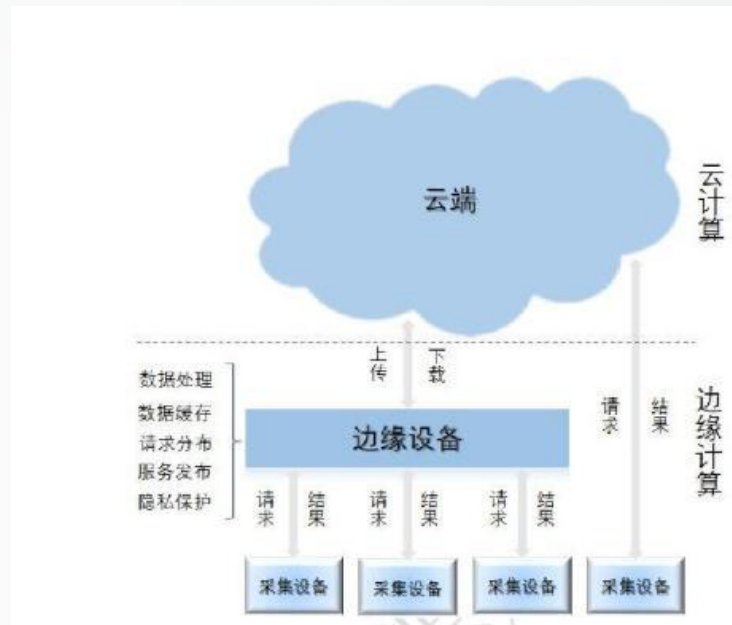 云端
云计算
上传
下载
数据处理
数据缓存
请求分布
服务发布
隐私保护
边缘设备
请求
结果
边缘计算
请求
结果
请求
结果
请求
结果
采集设备
采集设备
采集设备
采集设备